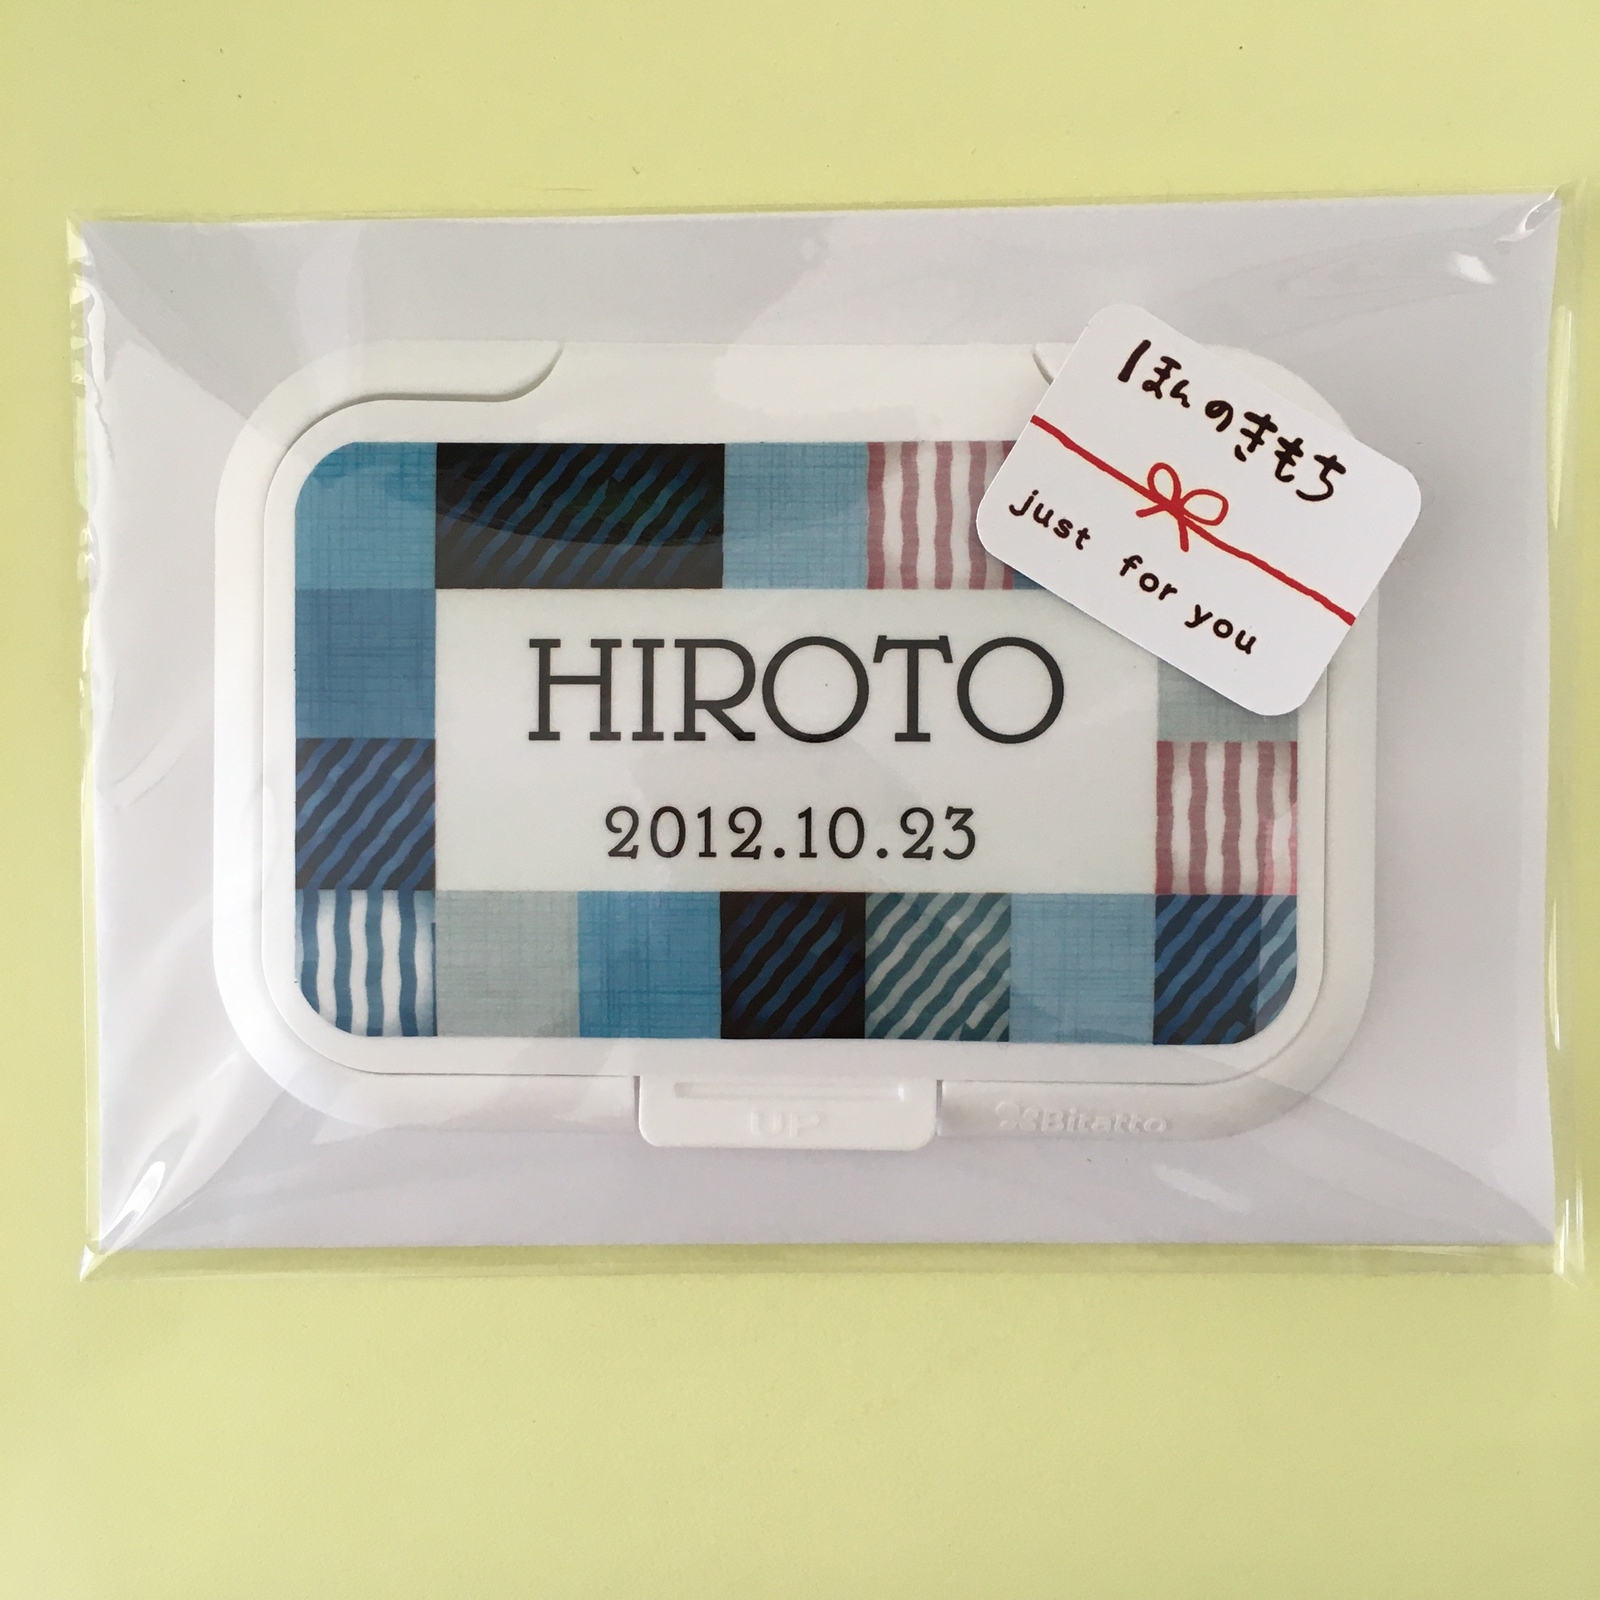 ほんのきもち
just for you
HIROTO
2012.10.23
UP
Bitatto